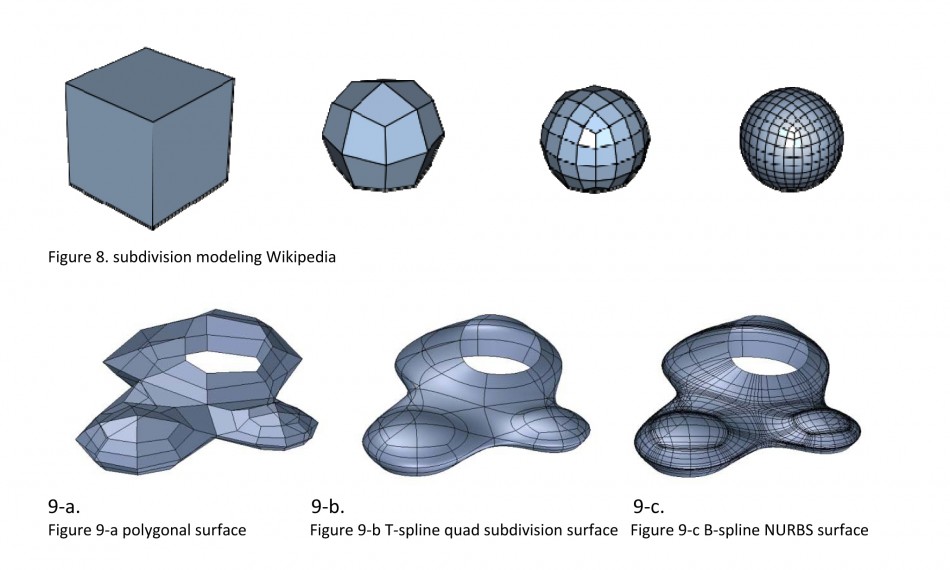 Figure 8. subdivision modeling Wikipedia
9-a. 9-b. 9-c.
Figure 9-a polygonal surface Figure 9-b T-spline quad subdivision surface Figure 9-c B-spline NURBS surface